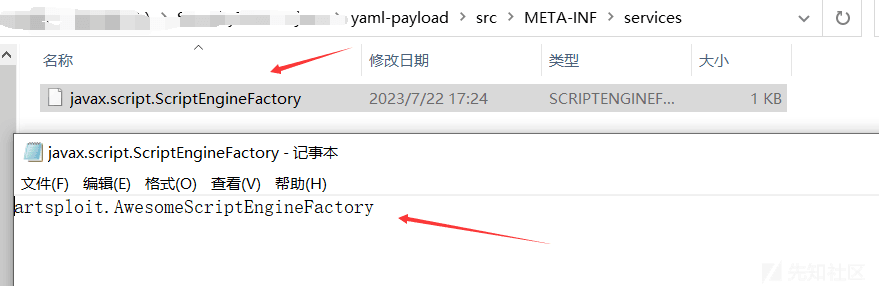 yaml-payload > src > META-INF > services
名称 修改日期 类型 大小
javax.script.ScriptEngineFactory 2023/7/22 17:24 SCRIPTENGINEF... 1 KB
javax.script.ScriptEngineFactory - 记事本
文件(F) 编辑(E) 格式(O) 查看(V) 帮助(H)
artsploit.AwesomeScriptEngineFactory
先知社区